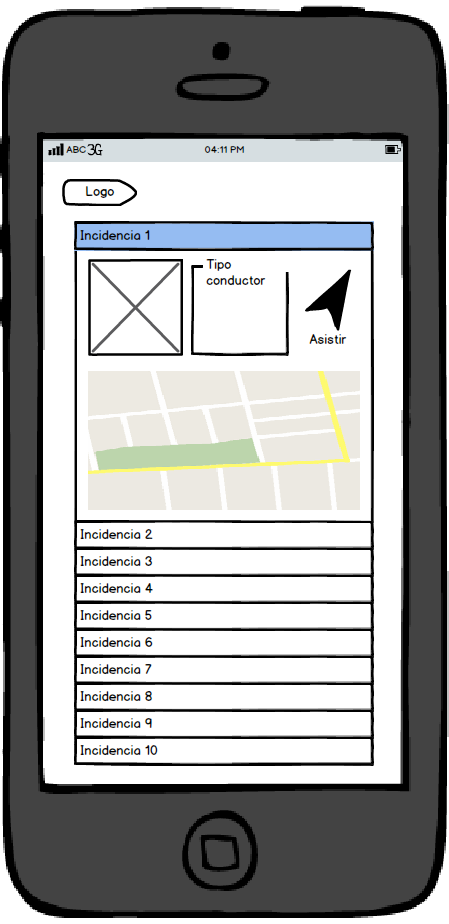 ABC 3G 04:11 PM
Logo
Incidencia 1
Tipo
conductor
Asistir
Incidencia 2
Incidencia 3
Incidencia 4
Incidencia 5
Incidencia 6
Incidencia 7
Incidencia 8
Incidencia 9
Incidencia 10